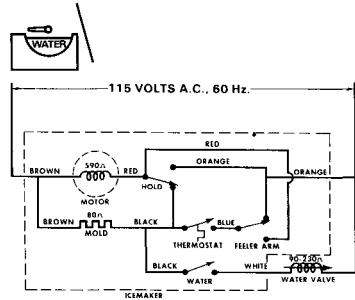 WATER
115 VOLTS A.C., 60 Hz.
RED
ORANGE
590Ω
BROWN
RED
ORANGE
HOLD
MOTOR
80Ω
BROWN
BLACK
BLUE
MOLD
THERMOSTAT
FEELER ARM
90-230Ω
BLACK
WHITE
WATER
WATER VALVE
ICEMAKER